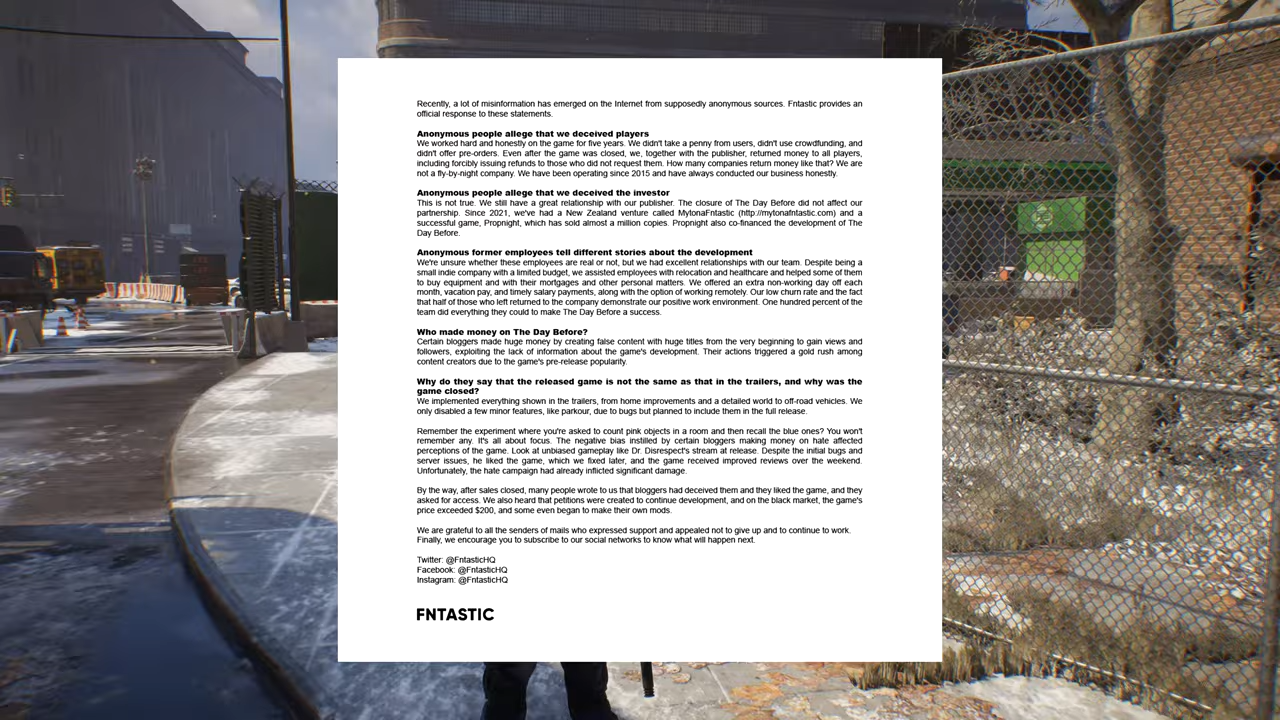 Recently, a lot of misinformation has emerged on the Internet from supposedly anonymous sources. Fntastic provides an
official response to these statements.
Anonymous people allege that we deceived players
We worked hard and honestly on the game for five years. We didn't take a penny from users, didn't use crowdfunding, and
didn't offer pre-orders. Even after the game was closed, we, together with the publisher, returned money to all players,
including forcibly issuing refunds to those who did not request them. How many companies return money like that? We are
not a fly-by-night company. We have been operating since 2015 and have always conducted our business honestly.
Anonymous people allege that we deceived the investor
This is not true. We still have a great relationship with our publisher. The closure of The Day Before did not affect our
partnership. Since 2021, we've had a New Zealand venture called MytonaFntastic (http://mytonafntastic.com) and a
successful game, Propnight, which has sold almost a million copies. Propnight also co-financed the development of The
Day Before.
Anonymous former employees tell different stories about the development
We're unsure whether these employees are real or not, but we had excellent relationships with our team. Despite being a
small indie company with a limited budget, we assisted employees with relocation and healthcare and helped some of them
to buy equipment and with their mortgages and other personal matters. We offered an extra non-working day off each
month, vacation pay, and timely salary payments, along with the option of working remotely. Our low churn rate and the fact
that half of those who left returned to the company demonstrate our positive work environment. One hundred percent of the
team did everything they could to make The Day Before a success.
Who made money on The Day Before?
Certain bloggers made huge money by creating false content with huge titles from the very beginning to gain views and
followers, exploiting the lack of information about the game's development. Their actions triggered a gold rush among
content creators due to the game's pre-release popularity.
Why do they say that the released game is not the same as that in the trailers, and why was the
game closed?
We implemented everything shown in the trailers, from home improvements and a detailed world to off-road vehicles. We
only disabled a few minor features, like parkour, due to bugs but planned to include them in the full release.
Remember the experiment where you're asked to count pink objects in a room and then recall the blue ones? You won't
remember any. It's all about focus. The negative bias instilled by certain bloggers making money on hate affected
perceptions of the game. Look at unbiased gameplay like Dr. Disrespect's stream at release. Despite the initial bugs and
server issues, he liked the game, which we fixed later, and the game received improved reviews over the weekend.
Unfortunately, the hate campaign had already inflicted significant damage.
By the way, after sales closed, many people wrote to us that bloggers had deceived them and they liked the game, and they
asked for access. We also heard that petitions were created to continue development, and on the black market, the game's
price exceeded $200, and some even began to make their own mods.
We are grateful to all the senders of mails who expressed support and appealed not to give up and to continue to work.
Finally, we encourage you to subscribe to our social networks to know what will happen next.
Twitter: @FntasticHQ
Facebook: @FntasticHQ
Instagram: @FntasticHQ
FNTASTIC